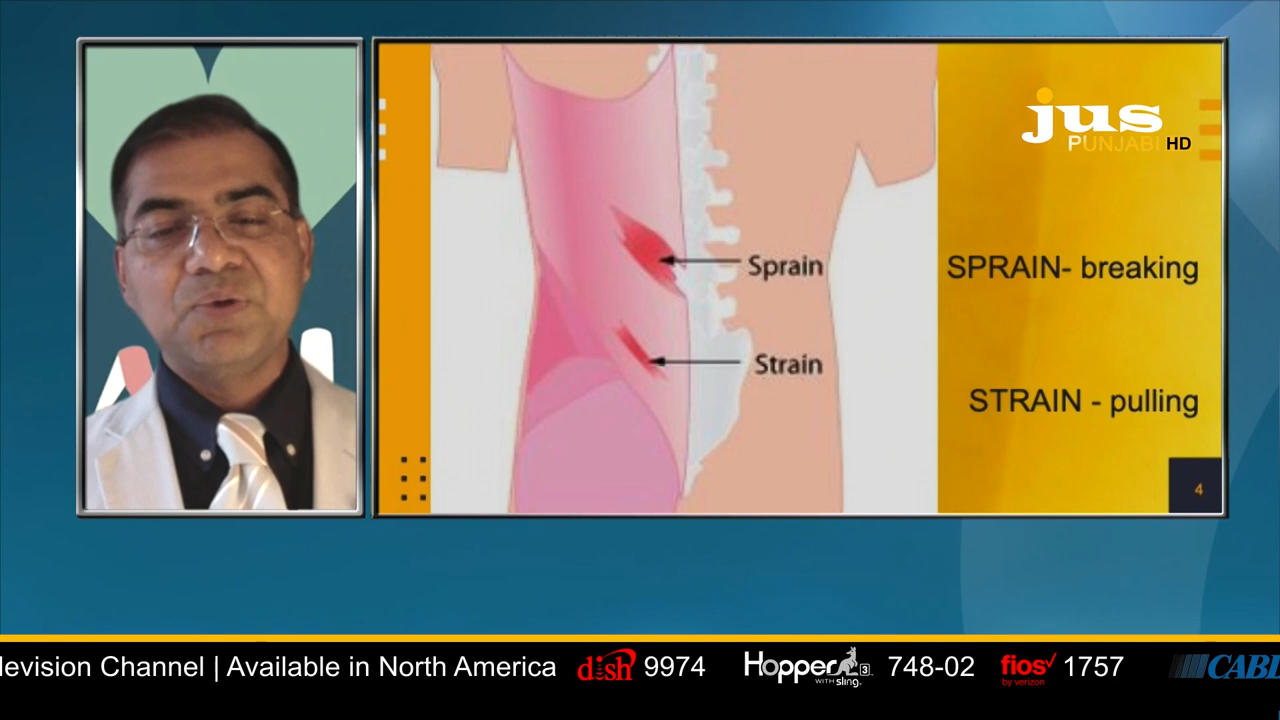 jus
PUNJABI HD
Sprain
SPRAIN- breaking
Strain
STRAIN - pulling
4
levision Channel | Available in North America dish 9974 Hopper 3 WITH sling 748-02 fios by verizon 1757